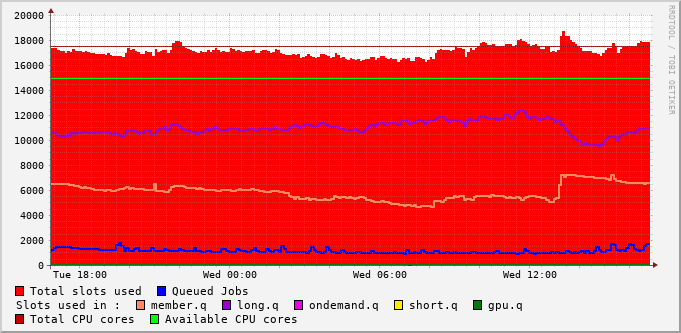 20000
18000
16000
14000
12000
10000
8000
6000
4000
2000
0
Tue 18:00 Wed 00:00 Wed 06:00 Wed 12:00
Total slots used Queued Jobs
Slots used in : member.q long.q ondemand.q short.q gpu.q
Total CPU cores Available CPU cores
RRDTOOL / TOBI OETIKER